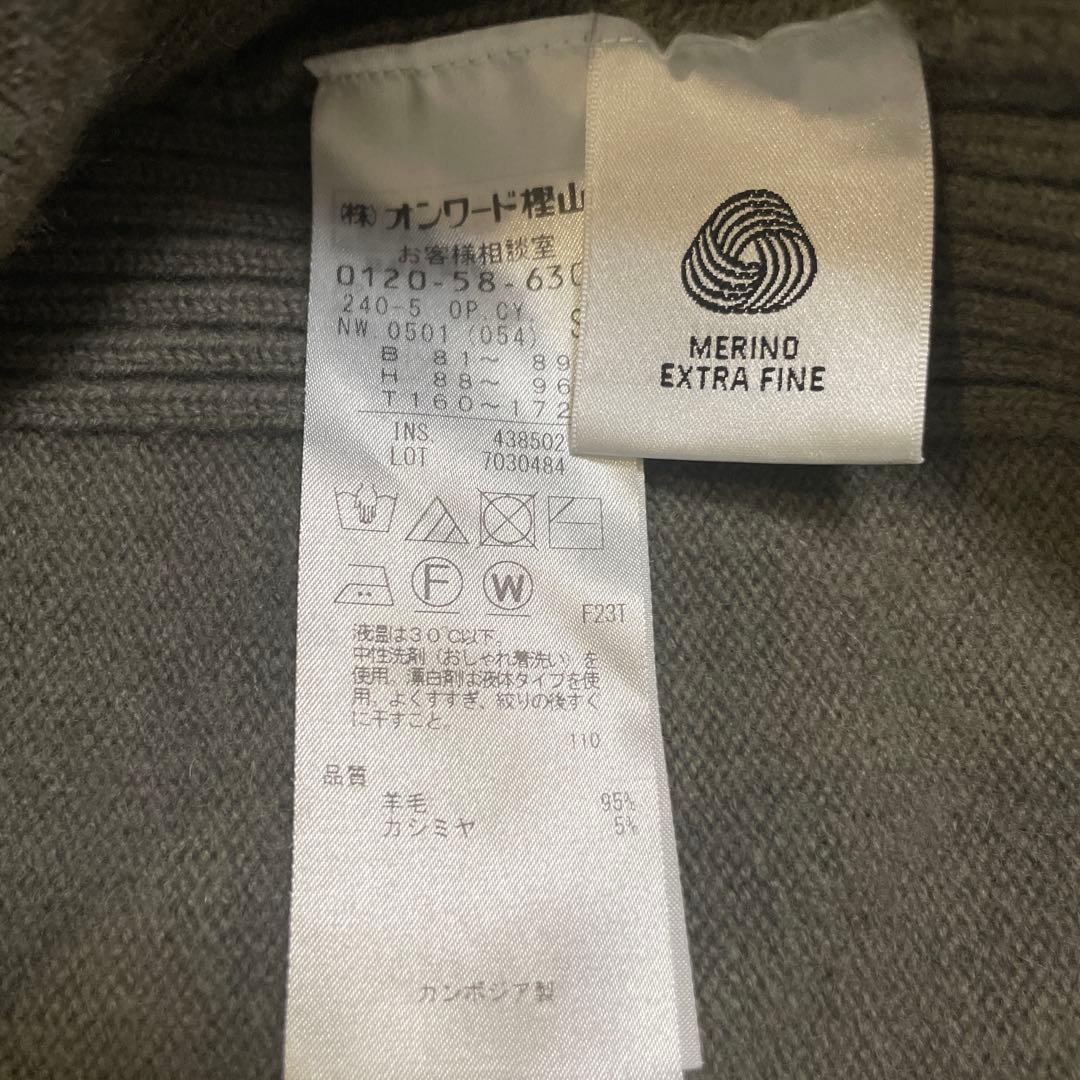 (株)オンワード樫山
お客様相談室
0120-58-630
240-5 OP.CY
NW 0501 (054) S
B 81～ 89
H 88～ 96
T160～172
INS 438502
LOT 7030484
F
W
F23T
液温は30℃以下。
中性洗剤（おしゃれ着洗い）を
使用。漂白剤は液体タイプを使
用。よくすすぎ、絞りの後すぐ
に干すこと。
110
品質
羊毛 95%
カシミヤ 5%
カンボジア製
MERINO
EXTRA FINE